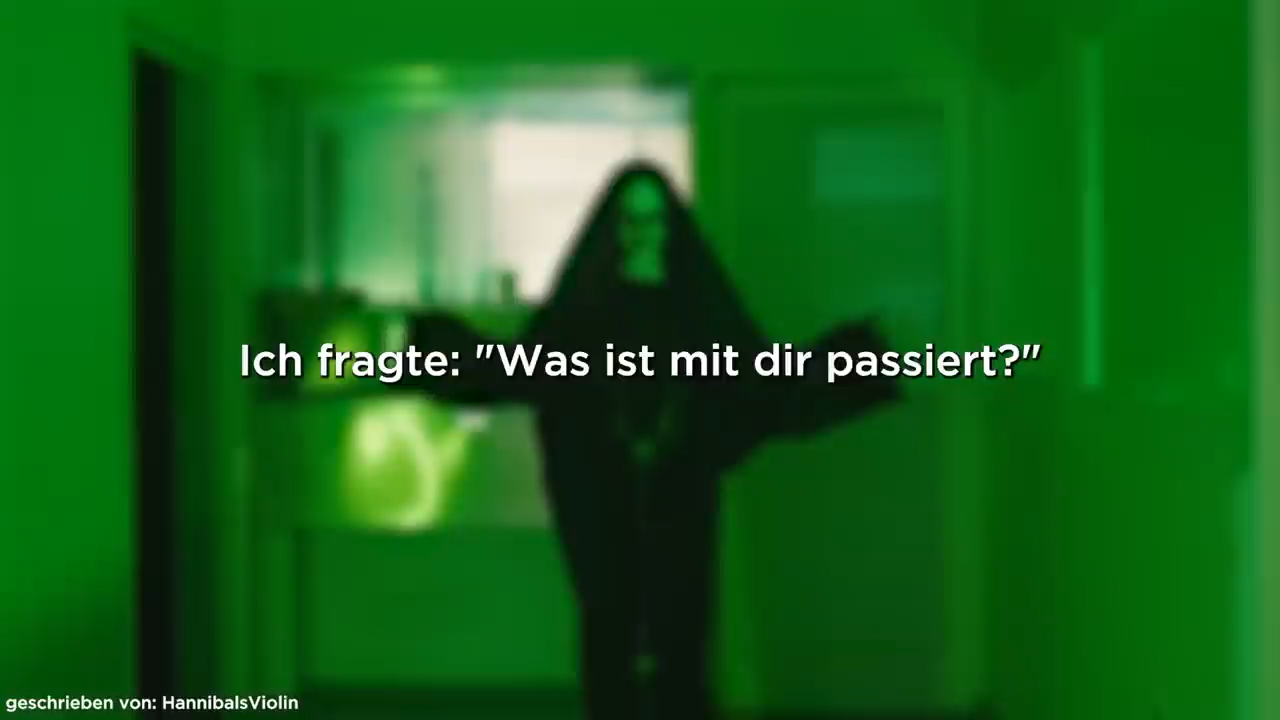 Ich fragte: "Was ist mit dir passiert?"
geschrieben von: HannibalsViolin